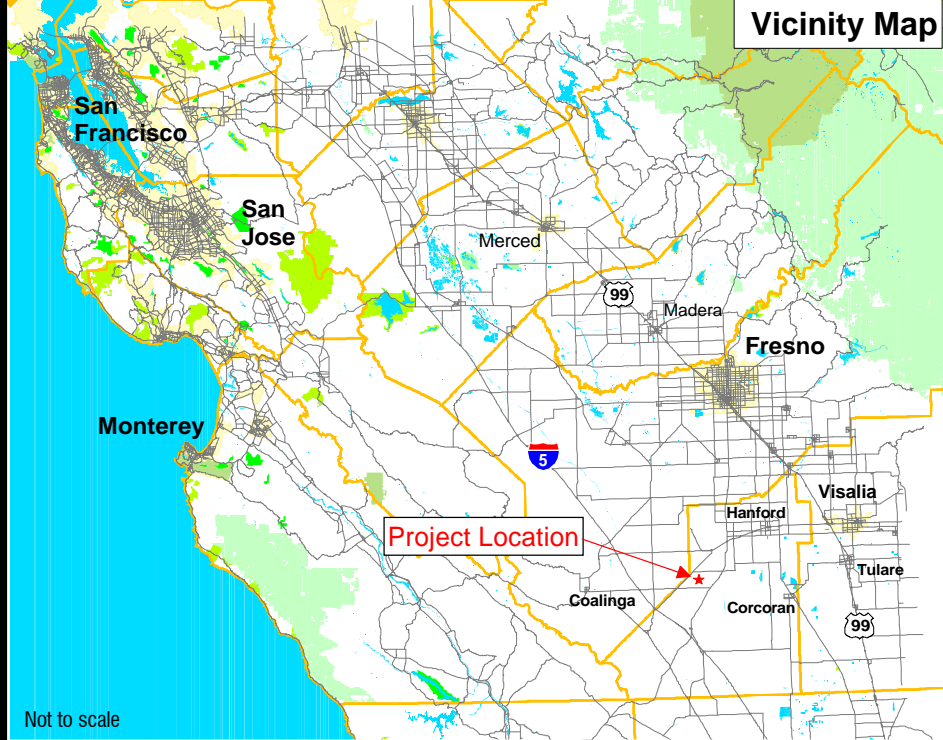 Vicinity Map
San
Francisco
San
Jose
Merced
99
Madera
Fresno
Monterey
5
Visalia
Hanford
Project Location
Tulare
Coalinga
Corcoran
99
Not to scale